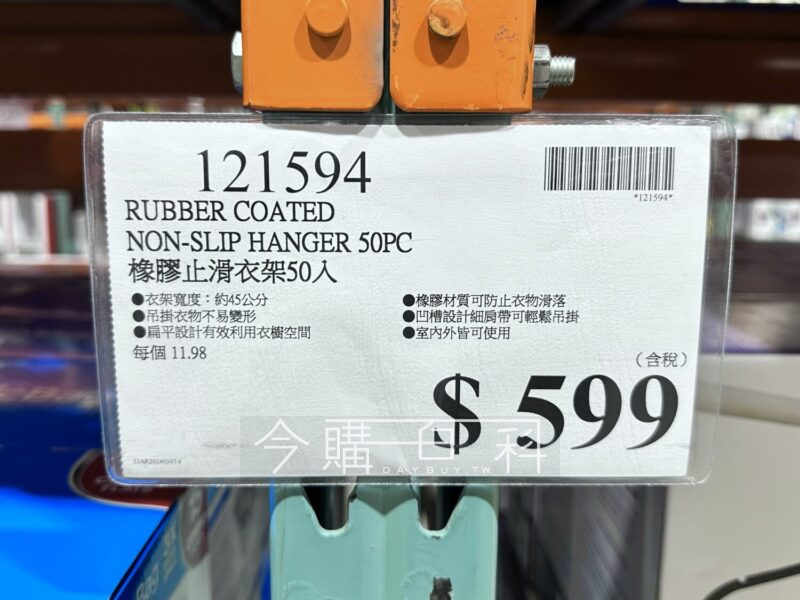 121594
*121594*
RUBBER COATED
NON-SLIP HANGER 50PC
橡膠止滑衣架50入
●衣架寬度：約45公分
●吊掛衣物不易變形
●扁平設計有效利用衣櫥空間
每個 11.98
●橡膠材質可防止衣物滑落
●凹槽設計細肩帶可輕鬆吊掛
●室內外皆可使用
（含稅）
$ 599
今購百科
DAYBUY.TW